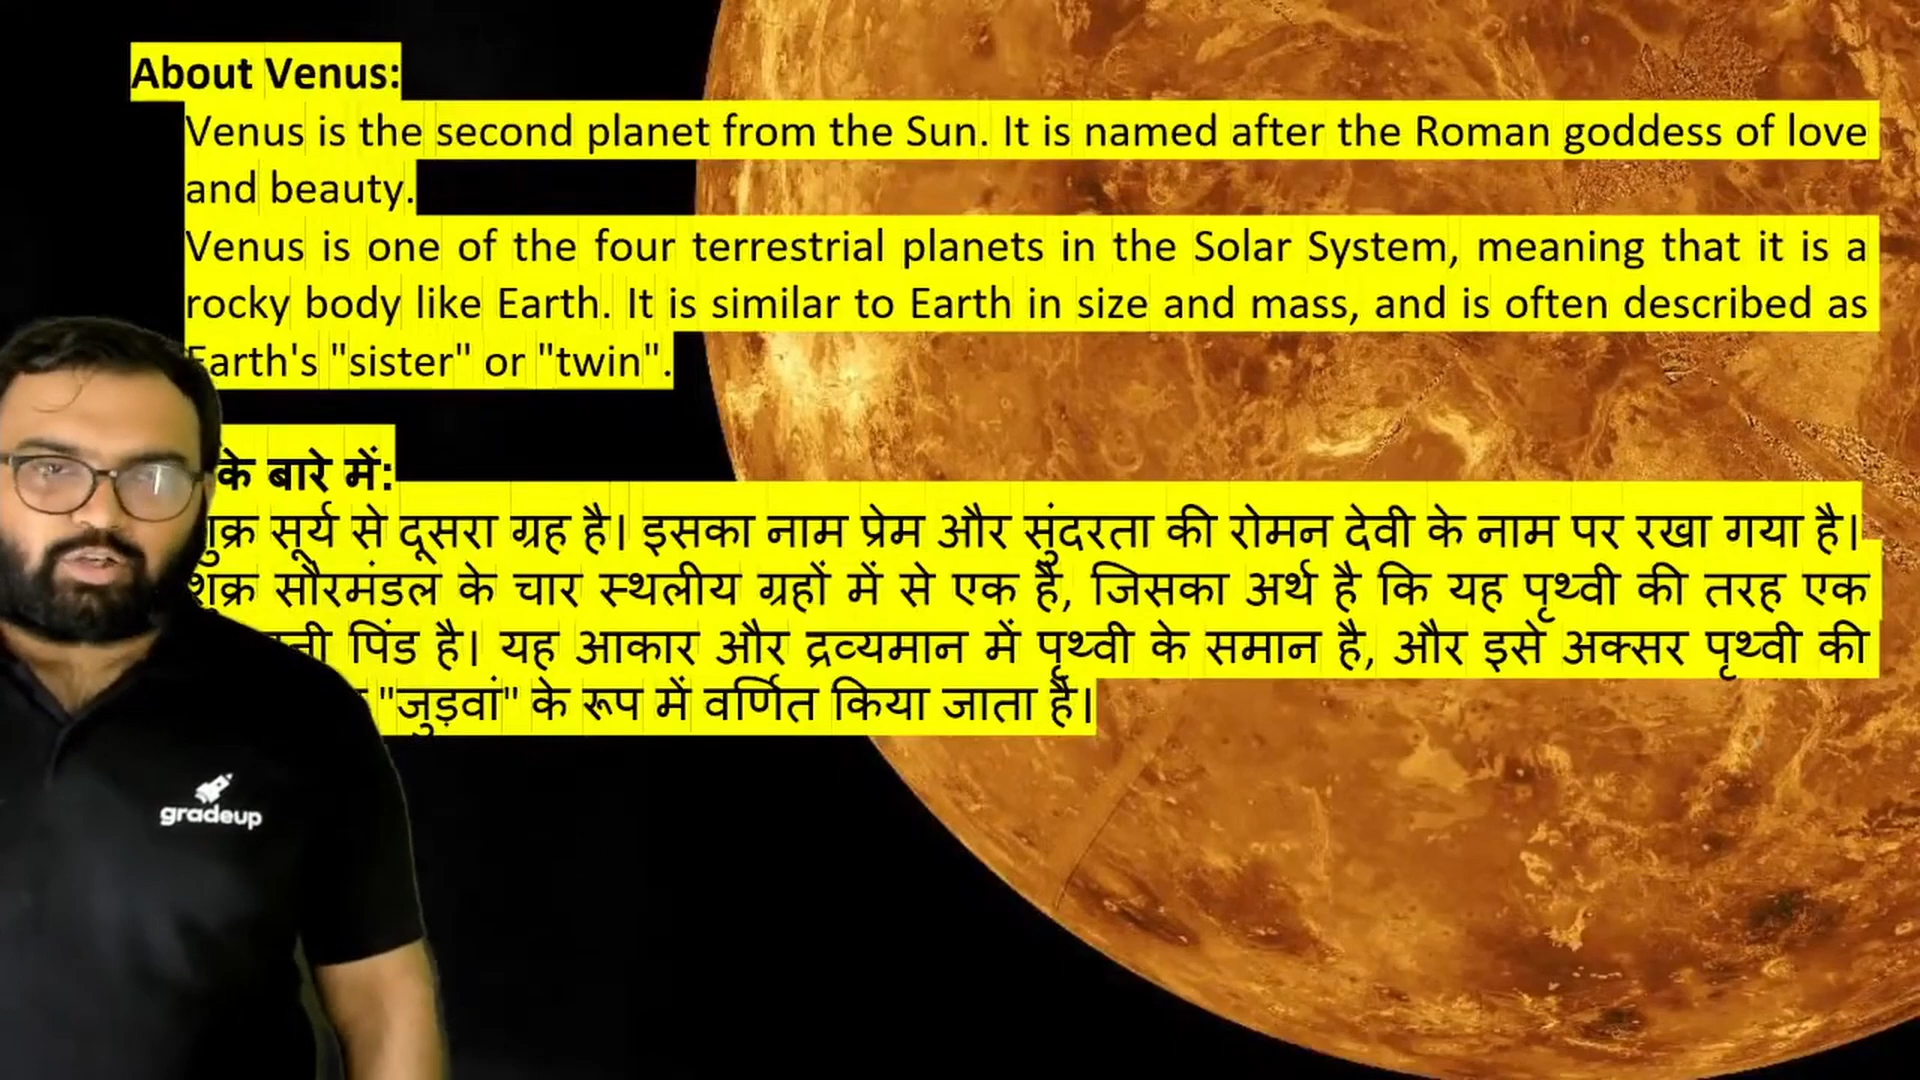 About Venus:
Venus is the second planet from the Sun. It is named after the Roman goddess of love
and beauty.
Venus is one of the four terrestrial planets in the Solar System, meaning that it is a
rocky body like Earth. It is similar to Earth in size and mass, and is often described as
Earth's "sister" or "twin".
के बारे में:
शुक्र सूर्य से दूसरा ग्रह है। इसका नाम प्रेम और सुंदरता की रोमन देवी के नाम पर रखा गया है।
शुक्र सौरमंडल के चार स्थलीय ग्रहों में से एक है, जिसका अर्थ है कि यह पृथ्वी की तरह एक
पिंड है। यह आकार और द्रव्यमान में पृथ्वी के समान है, और इसे अक्सर पृथ्वी की
"जुड़वां" के रूप में वर्णित किया जाता है।
gradeup